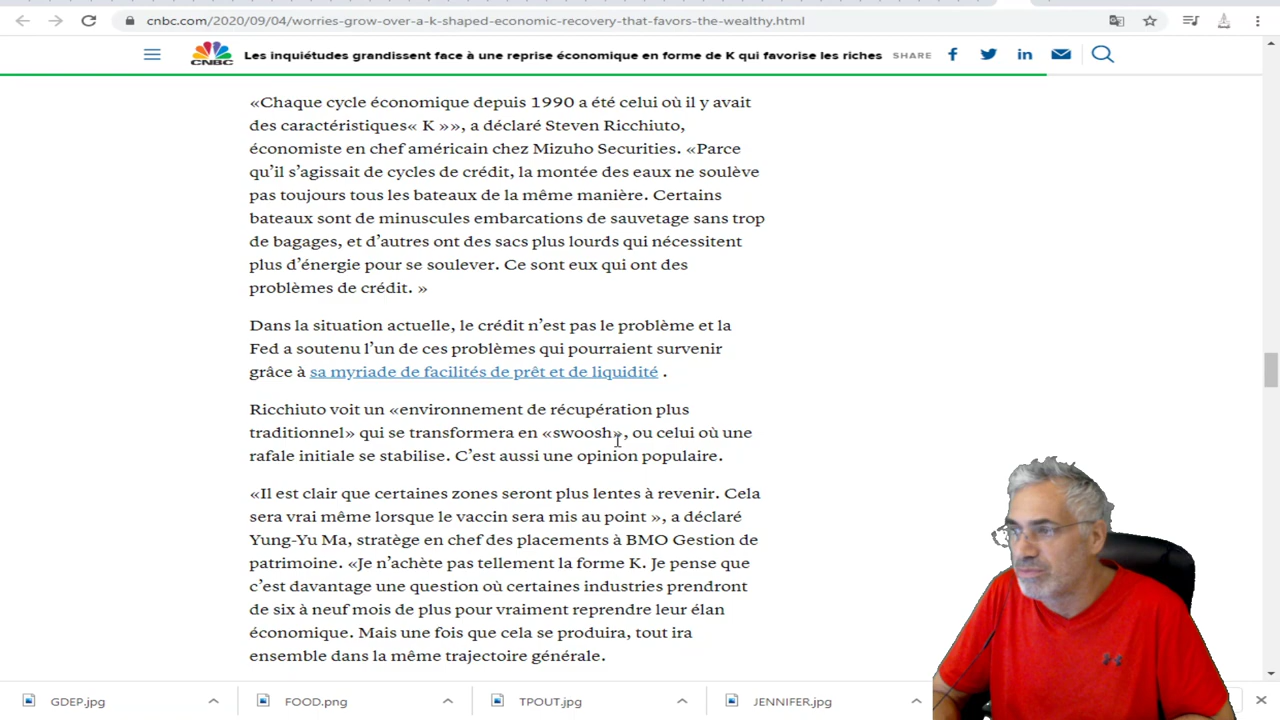 cnbc.com/2020/09/04/worries-grow-over-a-k-shaped-economic-recovery-that-favors-the-wealthy.html
CNBC
Les inquiétudes grandissent face à une reprise économique en forme de K qui favorise les riches
SHARE
«Chaque cycle économique depuis 1990 a été celui où il y avait
des caractéristiques« K »», a déclaré Steven Ricchiuto,
économiste en chef américain chez Mizuho Securities. «Parce
qu’il s’agissait de cycles de crédit, la montée des eaux ne soulève
pas toujours tous les bateaux de la même manière. Certains
bateaux sont de minuscules embarcations de sauvetage sans trop
de bagages, et d’autres ont des sacs plus lourds qui nécessitent
plus d’énergie pour se soulever. Ce sont eux qui ont des
problèmes de crédit. »
Dans la situation actuelle, le crédit n’est pas le problème et la
Fed a soutenu l’un de ces problèmes qui pourraient survenir
grâce à sa myriade de facilités de prêt et de liquidité .
Ricchiuto voit un «environnement de récupération plus
traditionnel» qui se transformera en «swoosh», ou celui où une
rafale initiale se stabilise. C’est aussi une opinion populaire.
«Il est clair que certaines zones seront plus lentes à revenir. Cela
sera vrai même lorsque le vaccin sera mis au point », a déclaré
Yung-Yu Ma, stratège en chef des placements à BMO Gestion de
patrimoine. «Je n’achète pas tellement la forme K. Je pense que
c’est davantage une question où certaines industries prendront
de six à neuf mois de plus pour vraiment reprendre leur élan
économique. Mais une fois que cela se produira, tout ira
ensemble dans la même trajectoire générale.
GDEP.jpg
FOOD.png
TPOUT.jpg
JENNIFER.jpg